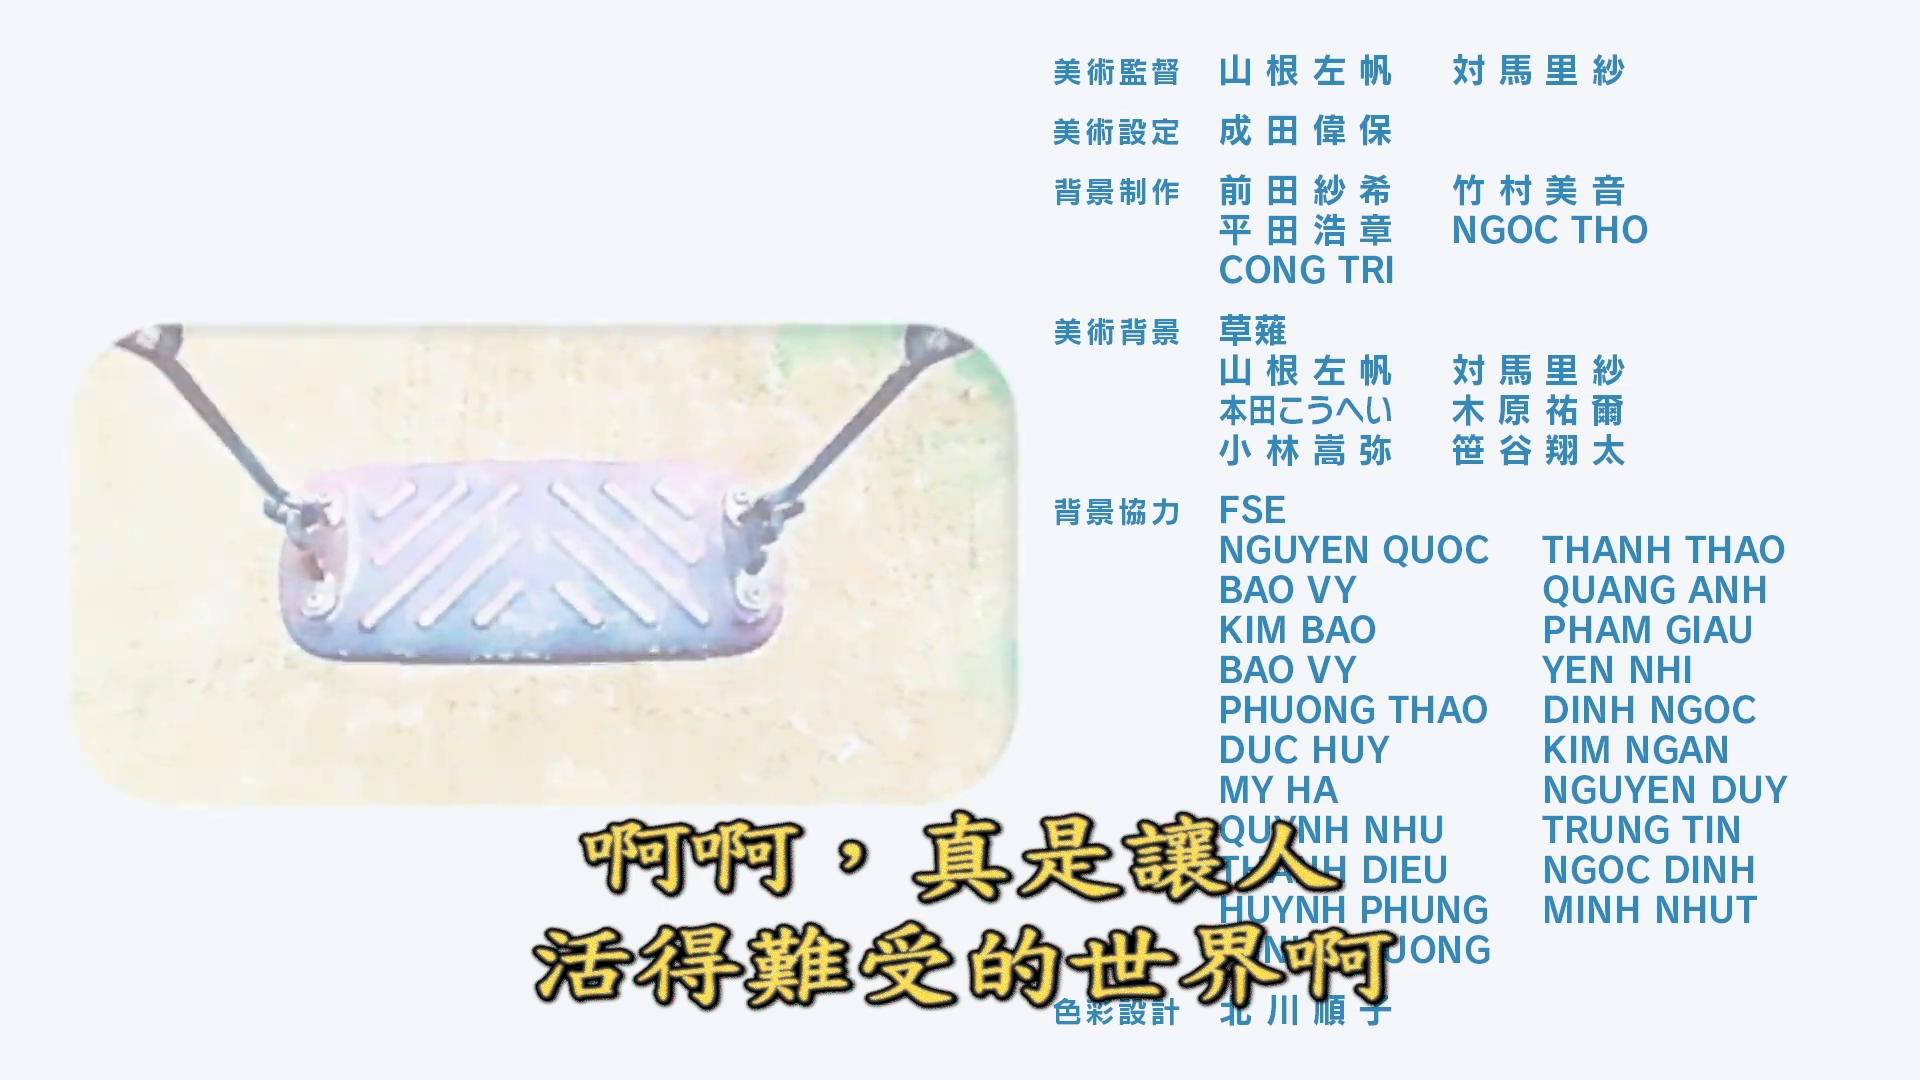 美術監督 山根左帆 対馬里紗
美術設定 成田偉保
背景制作 前田紗希 竹村美音
平田浩章 NGOC THO
CONG TRI
美術背景 草薙
山根左帆 対馬里紗
本田こうへい 木原祐爾
小林嵩弥 笹谷翔太
背景協力 FSE
NGUYEN QUOC THANH THAO
BAO VY QUANG ANH
KIM BAO PHAM GIAU
BAO VY YEN NHI
PHUONG THAO DINH NGOC
DUC HUY KIM NGAN
MY HA NGUYEN DUY
QUYNH NHU TRUNG TIN
THANH DIEU NGOC DINH
HUYNH PHUNG MINH NHUT
色彩設計 北川順子
啊啊，真是讓人
活得難受的世界啊